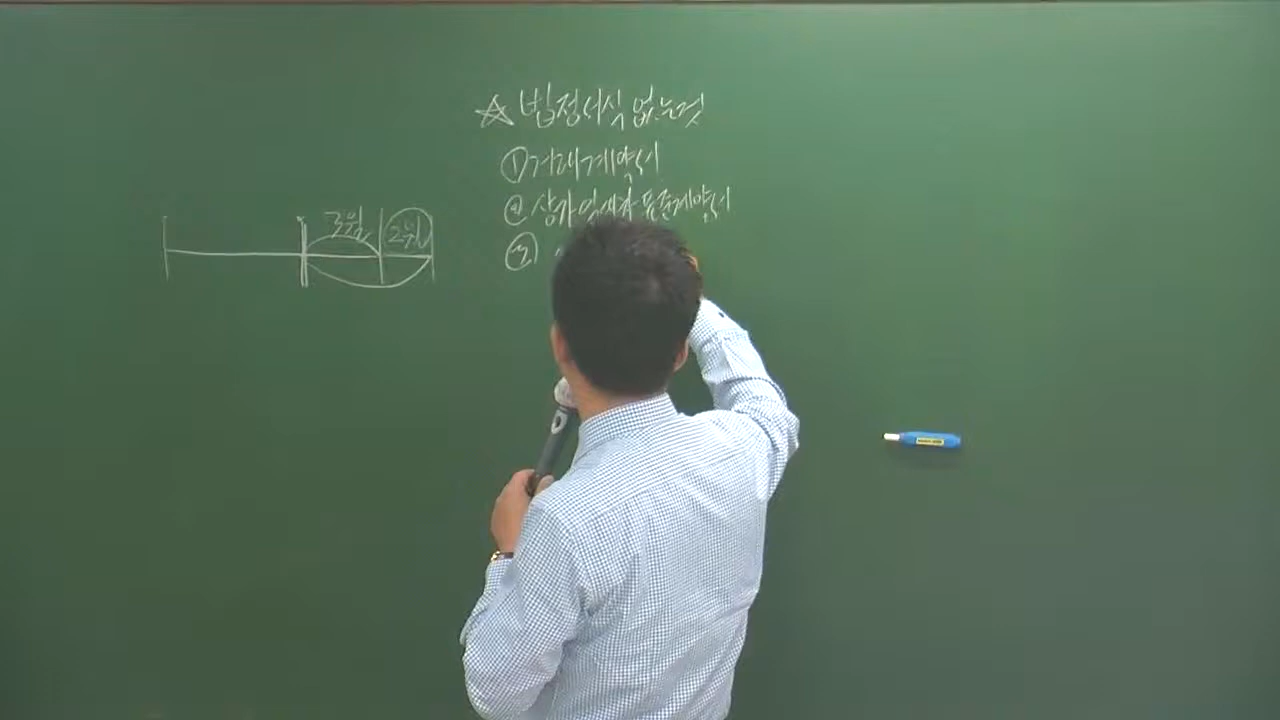 ☆ 법정서식 없는것
① 거래계약서
② 상가임대차 표준계약서
③
3월 2월